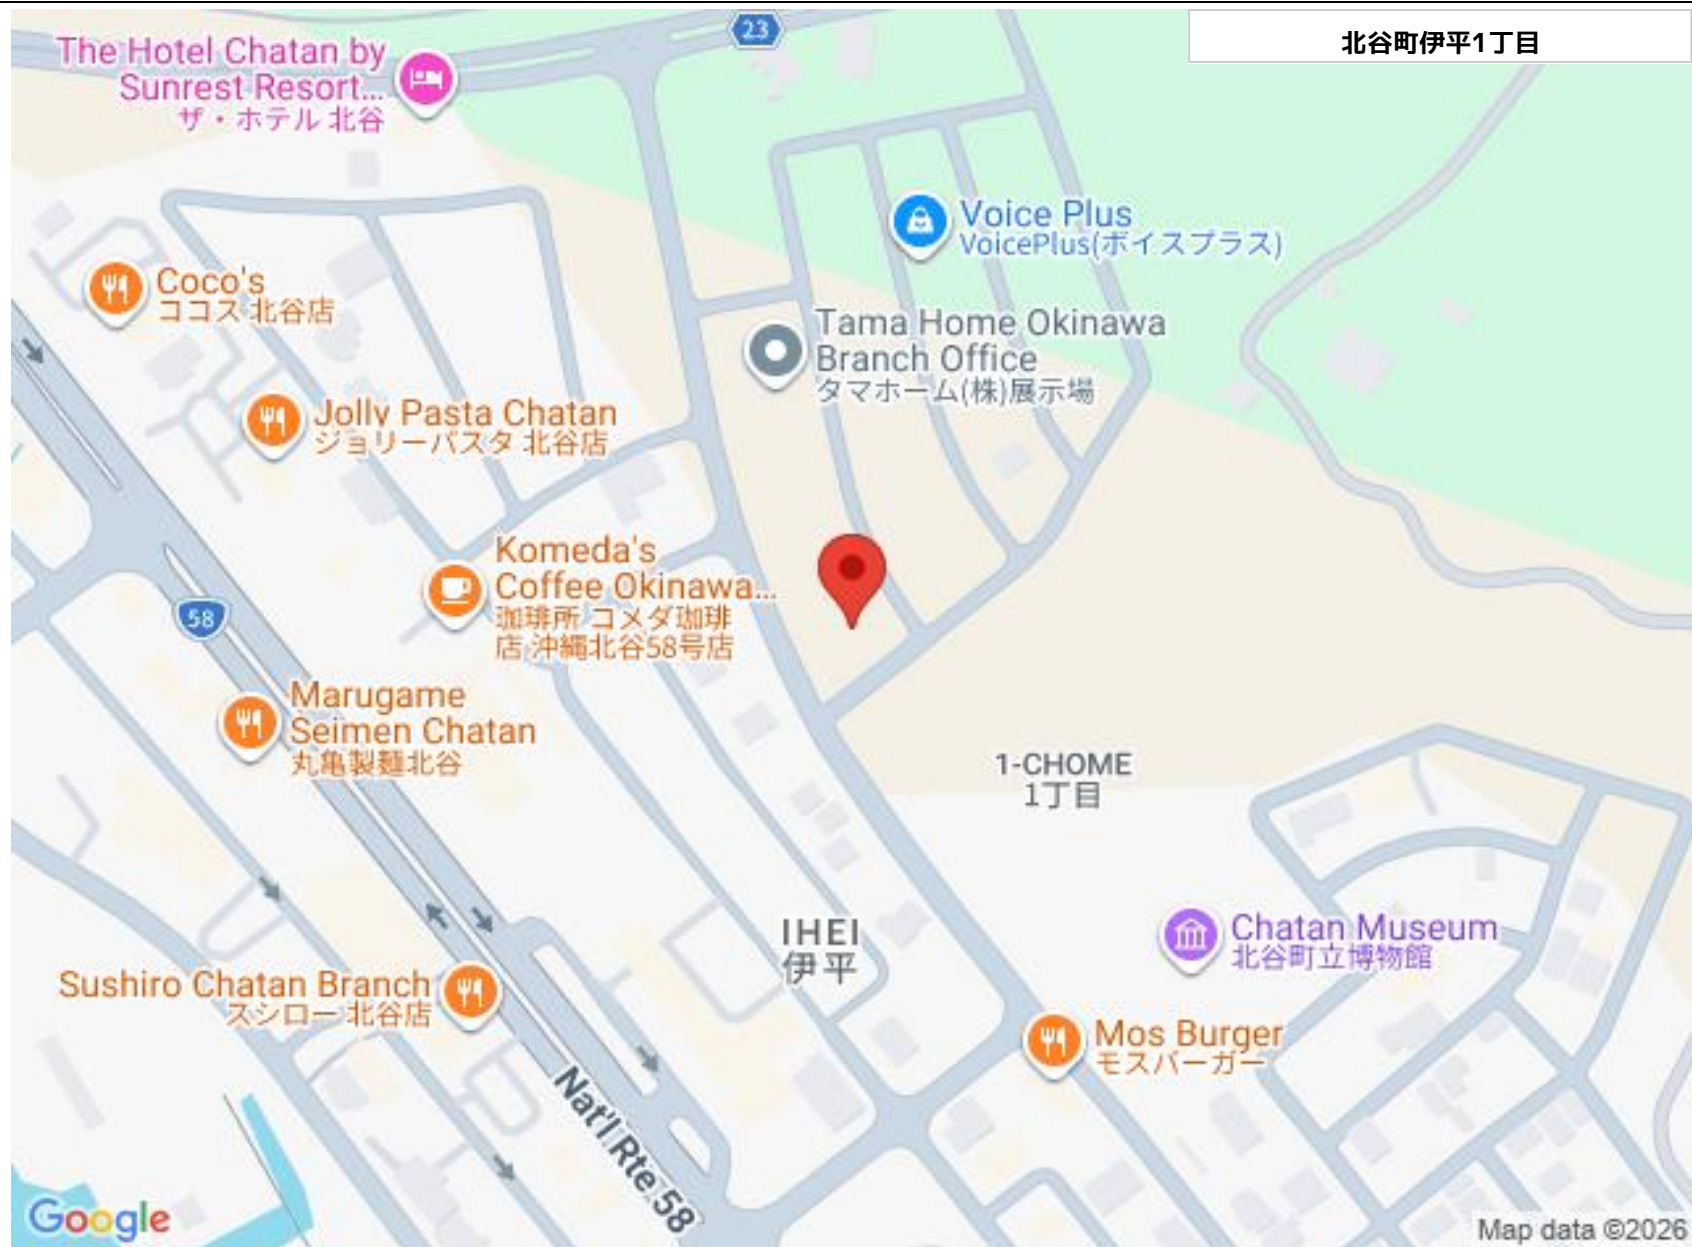 北谷町伊平1丁目
23
The Hotel Chatan by
Sunrest Resort...
ザ・ホテル 北谷
Voice Plus
VoicePlus(ボイスプラス)
Coco's
ココス 北谷店
Tama Home Okinawa
Branch Office
タマホーム(株)展示場
Jolly Pasta Chatan
ジョリーパスタ 北谷店
Komeda's
Coffee Okinawa...
珈琲所 コメダ珈琲
店 沖縄北谷58号店
58
Marugame
Seimen Chatan
丸亀製麺北谷
1-CHOME
1丁目
IHEI
伊平
Chatan Museum
北谷町立博物館
Sushiro Chatan Branch
スシロー 北谷店
Mos Burger
モスバーガー
Nat'l Rte 58
Google
Map data ©2026